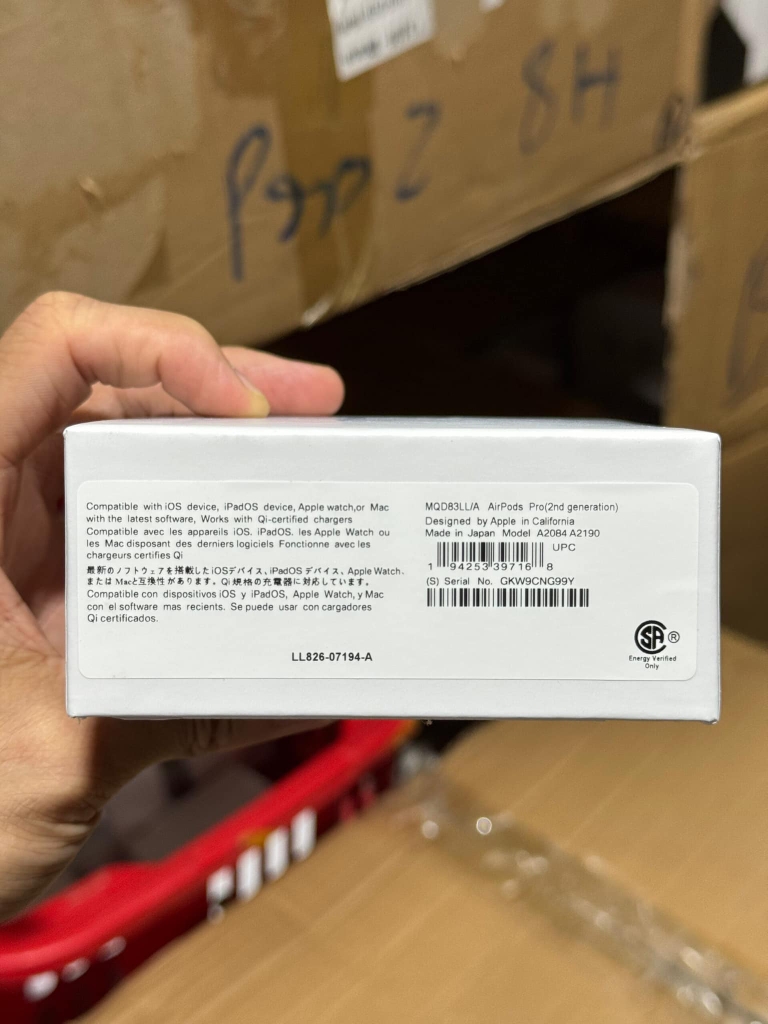 Pro 2 8H
Compatible with iOS device, iPadOS device, Apple watch,or Mac
with the latest software, Works with Qi-certified chargers
Compatible avec les appareils iOS. iPadOS. les Apple Watch ou
les Mac disposant des derniers logiciels Fonctionne avec les
chargeurs certifies Qi
最新のノフトウェアを搭載したiOSデバイス、iPadOSデバイス、Apple Watch.
または Macと互換性があります。Qi規格の充電器に対応しています。
Compatible con dispositivos iOS y iPadOS, Apple Watch, y Mac
con el software mas recients. Se puede usar con cargadores
Qi certificados.
LL826-07194-A
MQD83LL/A AirPods Pro(2nd generation)
Designed by Apple in California
Made in Japan Model A2084 A2190
UPC
1 94253 39716 8
(S) Serial No. GKW9CNG99Y
SA ®
Energy Verified
Only